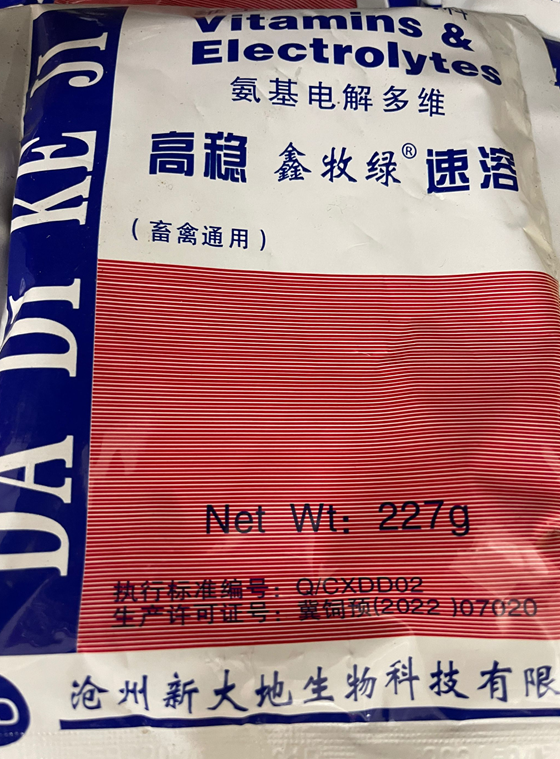 Vitamins &
Electrolytes
氨基电解多维
高稳 鑫牧绿® 速溶
(畜禽通用)
DA DI KE JI
Net Wt: 227g
执行标准编号: Q/CXDD02
生产许可证号: 冀饲预(2022 )07020
沧州新大地生物科技有限